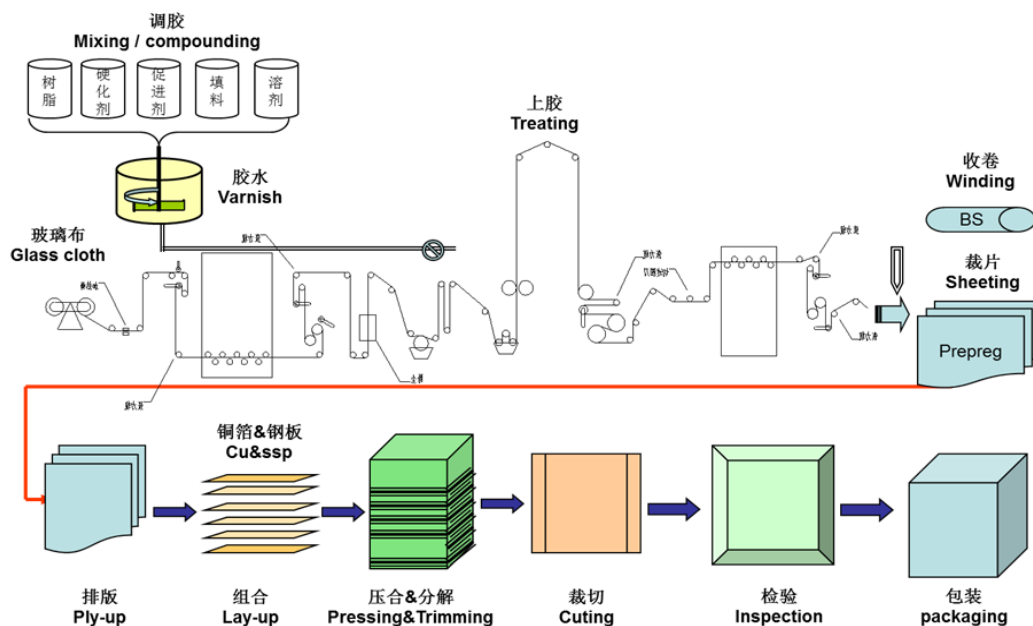 调胶
Mixing / compounding
树脂
硬化剂
促进剂
填料
溶剂
胶水
Varnish
上胶
Treating
收卷
Winding
BS
玻璃布
Glass cloth
裁片
Sheeting
Prepreg
铜箔&钢板
Cu&ssp
排版
Ply-up
组合
Lay-up
压合&分解
Pressing&Trimming
裁切
Cuting
检验
Inspection
包装
packaging